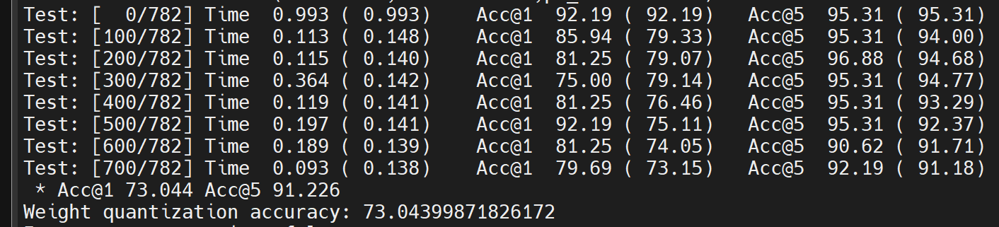 Test: [  0/782] Time  0.993 ( 0.993)    Acc@1  92.19 ( 92.19)   Acc@5  95.31 ( 95.31)
Test: [100/782] Time  0.113 ( 0.148)    Acc@1  85.94 ( 79.33)   Acc@5  95.31 ( 94.00)
Test: [200/782] Time  0.115 ( 0.140)    Acc@1  81.25 ( 79.07)   Acc@5  96.88 ( 94.68)
Test: [300/782] Time  0.364 ( 0.142)    Acc@1  75.00 ( 79.14)   Acc@5  95.31 ( 94.77)
Test: [400/782] Time  0.119 ( 0.141)    Acc@1  81.25 ( 76.46)   Acc@5  95.31 ( 93.29)
Test: [500/782] Time  0.197 ( 0.141)    Acc@1  92.19 ( 75.11)   Acc@5  95.31 ( 92.37)
Test: [600/782] Time  0.189 ( 0.139)    Acc@1  81.25 ( 74.05)   Acc@5  90.62 ( 91.71)
Test: [700/782] Time  0.093 ( 0.138)    Acc@1  79.69 ( 73.15)   Acc@5  92.19 ( 91.18)
 * Acc@1 73.044 Acc@5 91.226
Weight quantization accuracy: 73.04399871826172